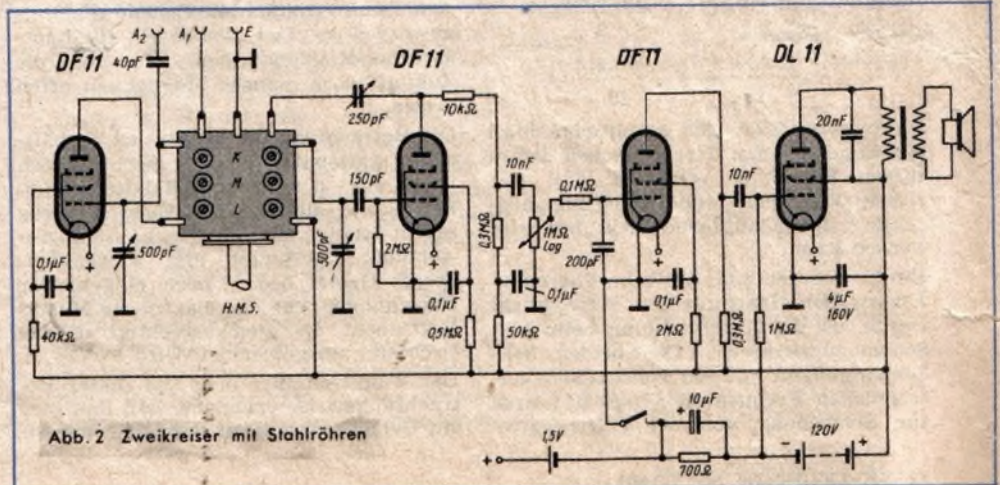 A₂ A₁ E
DF11 40pF DF11 DF11 DL11
250pF 10kΩ 20nF
K
M
L
150pF 10nF 0,1MΩ 10nF
500pF 500pF 2MΩ 0,3MΩ 1MΩ log 200pF
+ + + +
0,1µF H.M.S. 0,1µF 0,1µF 0,1µF 4µF 160V
40kΩ 0,5MΩ 50kΩ 2MΩ 0,3MΩ 1MΩ
+ 10µF
Abb. 2 Zweikreiser mit Stahlröhren
+ 1,5V 700Ω - 120V +